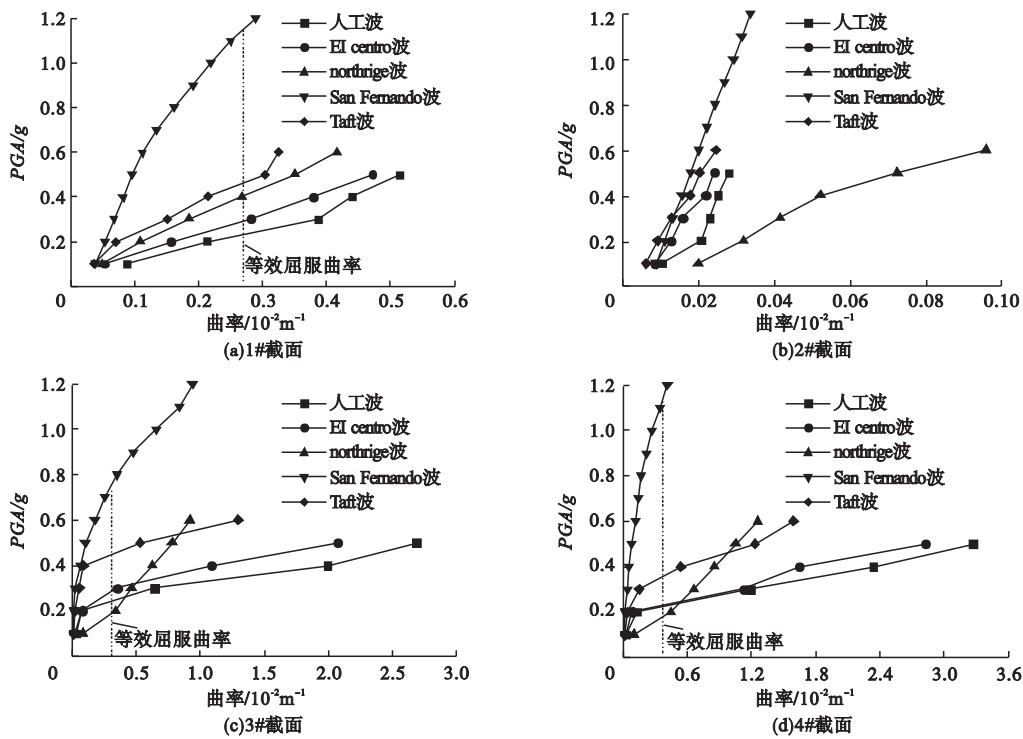 1.2
1.0
0.8
0.6
0.4
0.2
0
PGA/g
人工波
EI centro波
northrige波
San Fernando波
Taft波
等效屈服曲率
0.1
0.2
0.3
0.4
0.5
0.6
曲率/10⁻²m⁻¹
(a)1#截面
1.2
1.0
0.8
0.6
0.4
0.2
0
PGA/g
人工波
EI centro波
northrige波
San Fernando波
Taft波
0.02
0.04
0.06
0.08
0.10
曲率/10⁻²m⁻¹
(b)2#截面
1.2
1.0
0.8
0.6
0.4
0.2
0
PGA/g
人工波
EI centro波
northrige波
San Fernando波
Taft波
等效屈服曲率
0.5
1.0
1.5
2.0
2.5
3.0
曲率/10⁻²m⁻¹
(c)3#截面
1.2
1.0
0.8
0.6
0.4
0.2
0
PGA/g
人工波
EI centro波
northrige波
San Fernando波
Taft波
等效屈服曲率
0.6
1.2
1.8
2.4
3.0
3.6
曲率/10⁻²m⁻¹
(d)4#截面